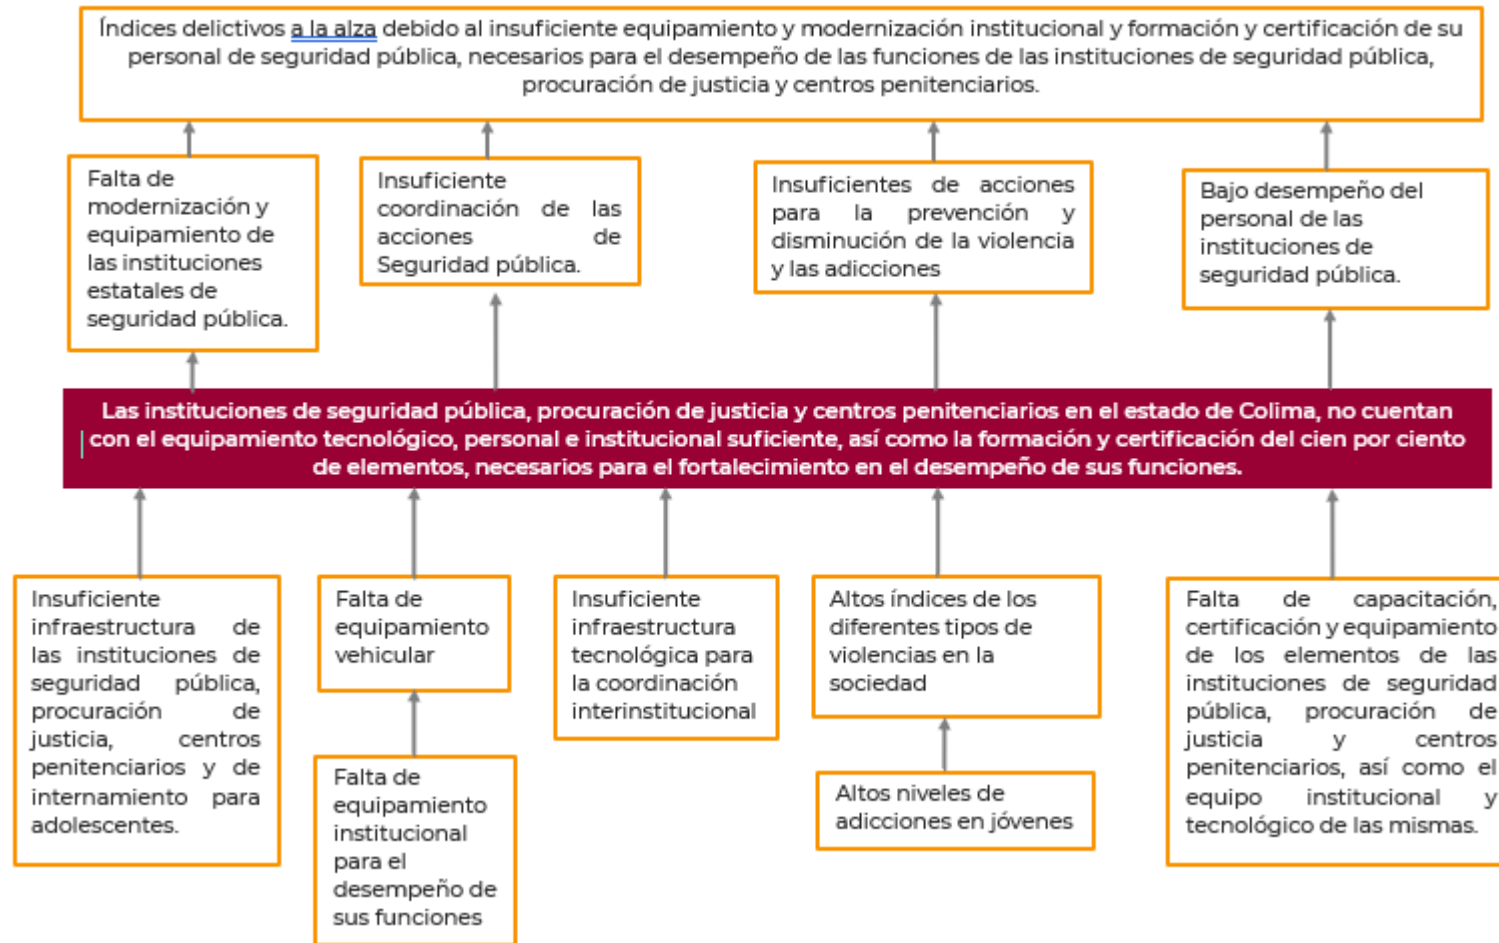 Índices delictivos a la alza debido al insuficiente equipamiento y modernización institucional y formación y certificación de su
personal de seguridad pública, necesarios para el desempeño de las funciones de las instituciones de seguridad pública,
procuración de justicia y centros penitenciarios.
Falta de
modernización y
equipamiento de
las instituciones
estatales de
seguridad pública.
Insuficiente
coordinación de las
acciones de
Seguridad pública.
Insuficientes de acciones
para la prevención y
disminución de la violencia
y las adicciones
Bajo desempeño del
personal de las
instituciones de
seguridad pública.
Las instituciones de seguridad pública, procuración de justicia y centros penitenciarios en el estado de Colima, no cuentan
con el equipamiento tecnológico, personal e institucional suficiente, así como la formación y certificación del cien por ciento
de elementos, necesarios para el fortalecimiento en el desempeño de sus funciones.
Insuficiente
infraestructura de
las instituciones de
seguridad pública,
procuración de
justicia, centros
penitenciarios y de
internamiento para
adolescentes.
Falta de
equipamiento
vehicular
Falta de
equipamiento
institucional
para el
desempeño de
sus funciones
Insuficiente
infraestructura
tecnológica para
la coordinación
interinstitucional
Altos índices de los
diferentes tipos de
violencias en la
sociedad
Altos niveles de
adicciones en jóvenes
Falta de capacitación,
certificación y equipamiento
de los elementos de las
instituciones de seguridad
pública, procuración de
justicia y centros
penitenciarios, así como el
equipo institucional y
tecnológico de las mismas.